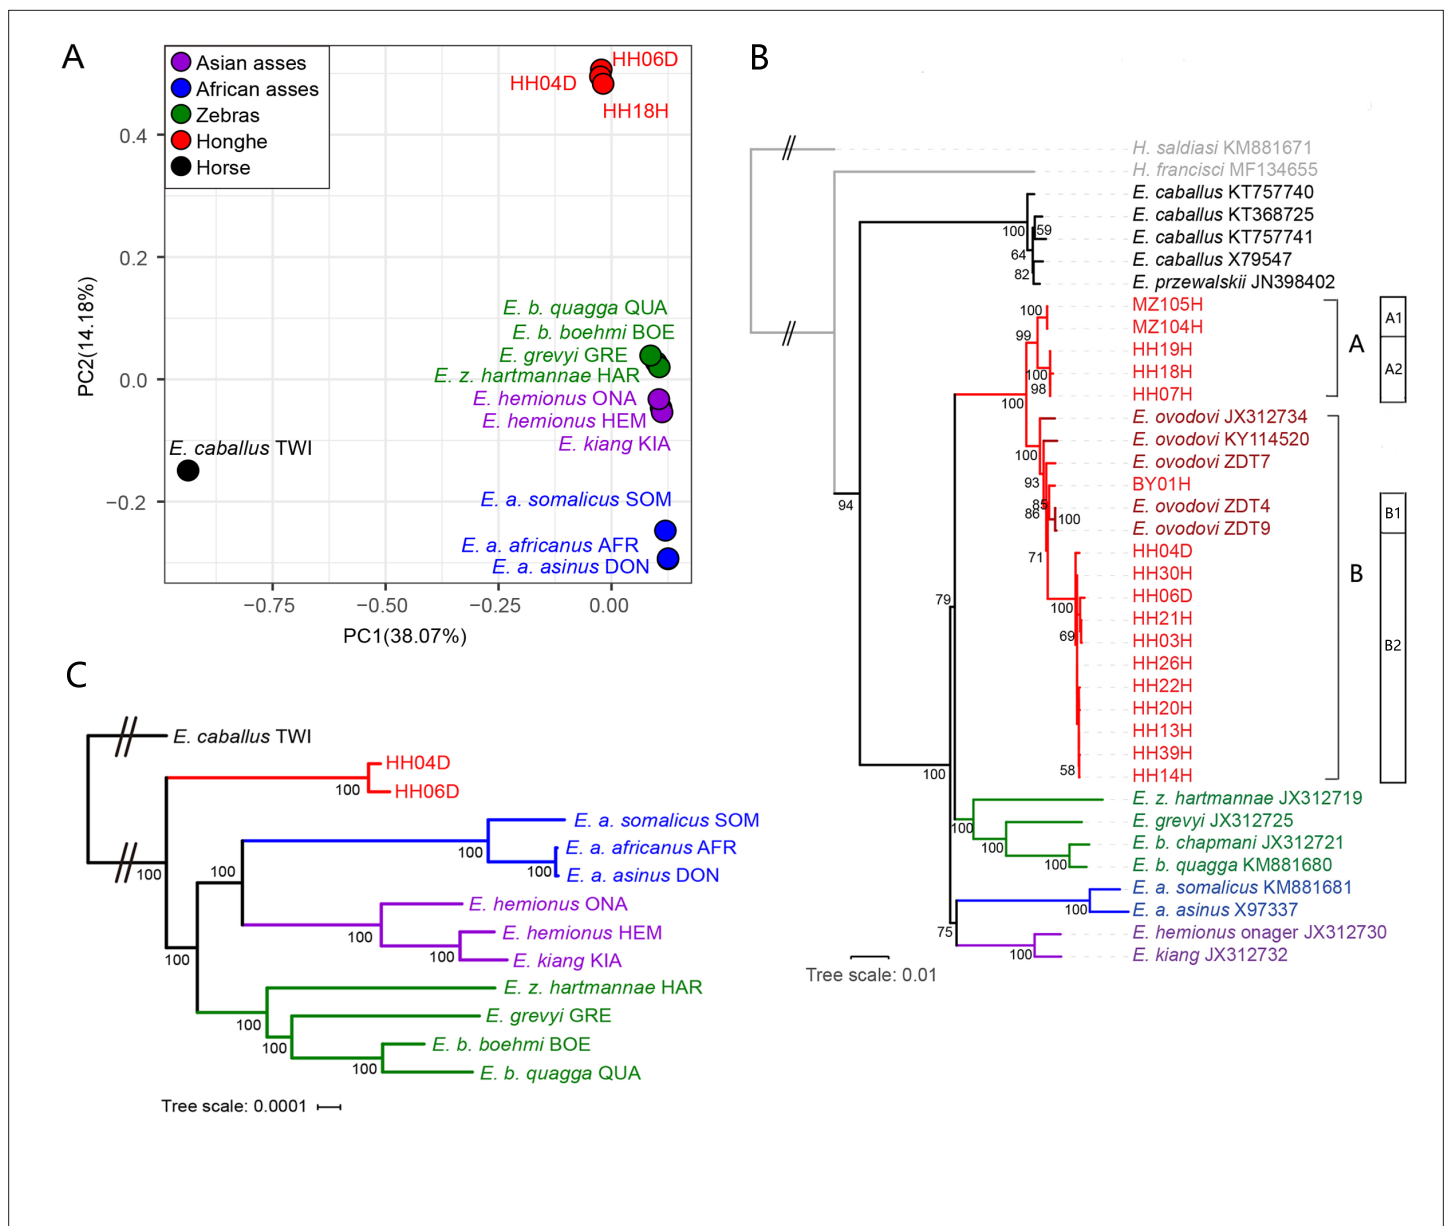 A
Asian asses
African asses
Zebras
Honghe
Horse
HH06D
HH04D
HH18H
E. b. quagga QUA
E. b. boehmi BOE
E. grevyi GRE
E. z. hartmannae HAR
E. hemionus ONA
E. hemionus HEM
E. kiang KIA
E. caballus TWI
E. a. somalicus SOM
E. a. africanus AFR
E. a. asinus DON
0.4
0.2
0.0
−0.2
PC2(14.18%)
−0.75
−0.50
−0.25
0.00
PC1(38.07%)
B
H. saldiasi KM881671
H. francisci MF134655
E. caballus KT757740
E. caballus KT368725
E. caballus KT757741
E. caballus X79547
E. przewalskii JN398402
MZ105H
MZ104H
HH19H
HH18H
HH07H
E. ovodovi JX312734
E. ovodovi KY114520
E. ovodovi ZDT7
BY01H
E. ovodovi ZDT4
E. ovodovi ZDT9
HH04D
HH30H
HH06D
HH21H
HH03H
HH26H
HH22H
HH20H
HH13H
HH39H
HH14H
E. z. hartmannae JX312719
E. grevyi JX312725
E. b. chapmani JX312721
E. b. quagga KM881680
E. a. somalicus KM881681
E. a. asinus X97337
E. hemionus onager JX312730
E. kiang JX312732
100
59
64
82
100
99
100
98
100
100
93
85
86
100
71
100
69
58
94
79
100
100
100
100
100
75
100
A
A1
A2
B
B1
B2
Tree scale: 0.01
C
E. caballus TWI
HH04D
HH06D
E. a. somalicus SOM
E. a. africanus AFR
E. a. asinus DON
E. hemionus ONA
E. hemionus HEM
E. kiang KIA
E. z. hartmannae HAR
E. grevyi GRE
E. b. boehmi BOE
E. b. quagga QUA
100
100
100
100
100
100
100
100
100
100
100
Tree scale: 0.0001